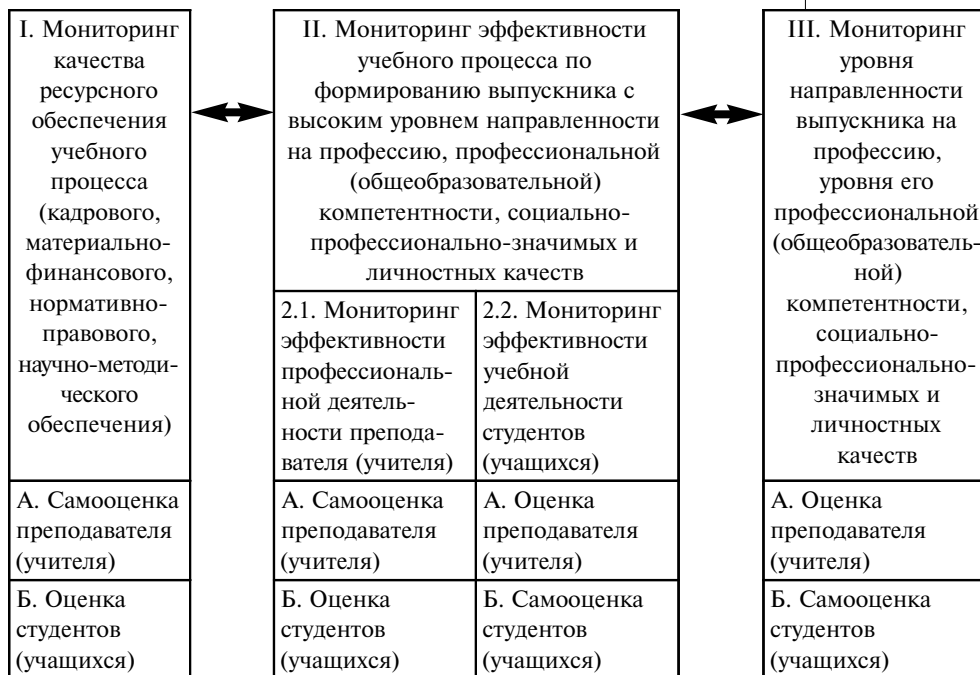 I. Мониторинг
качества
ресурсного
обеспечения
учебного
процесса
(кадрового,
материально-
финансового,
нормативно-
правового,
научно-методи-
ческого
обеспечения)
А. Самооценка
преподавателя
(учителя)
Б. Оценка
студентов
(учащихся)
II. Мониторинг эффективности
учебного процесса по
формированию выпускника с
высоким уровнем направленности
на профессию, профессиональной
(общеобразовательной)
компетентности, социально-
профессионально-значимых и
личностных качеств
2.1. Мониторинг
эффективности
профессиональ-
ной деятель-
ности препода-
вателя (учителя)
А. Самооценка
преподавателя
(учителя)
Б. Оценка
студентов
(учащихся)
2.2. Мониторинг
эффективности
учебной
деятельности
студентов
(учащихся)
А. Оценка
преподавателя
(учителя)
Б. Самооценка
студентов
(учащихся)
III. Мониторинг
уровня
направленности
выпускника на
профессию,
уровня его
профессиональной
(общеобразователь-
ной)
компетентности,
социально-
профессионально-
значимых и
личностных
качеств
А. Оценка
преподавателя
(учителя)
Б. Самооценка
студентов
(учащихся)